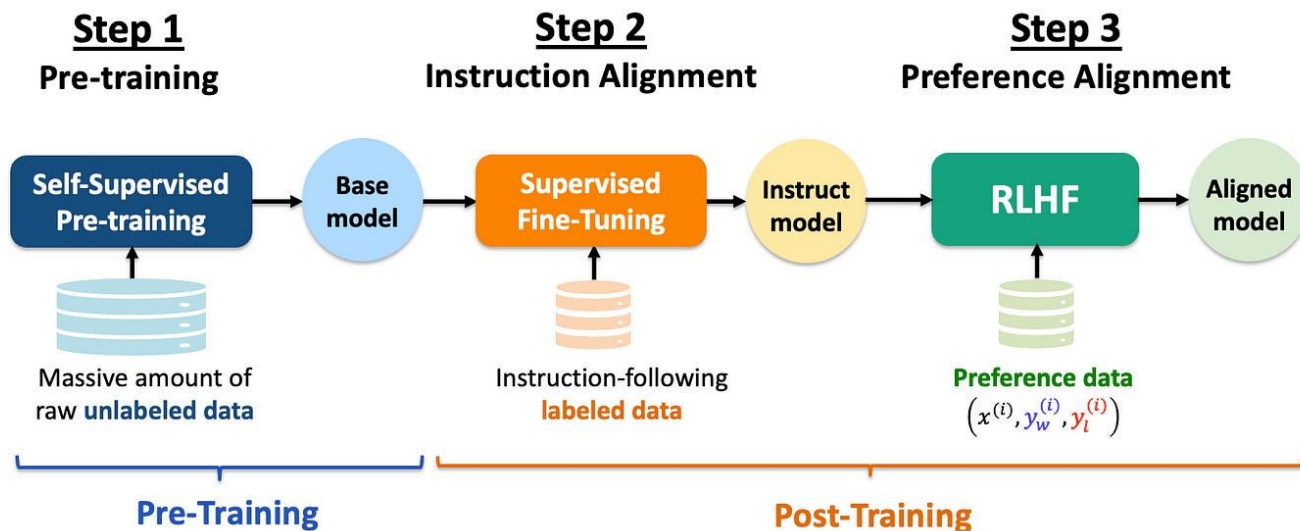 Step 1
Pre-training
Step 2
Instruction Alignment
Step 3
Preference Alignment
Self-Supervised
Pre-training
Base
model
Supervised
Fine-Tuning
Instruct
model
RLHF
Aligned
model
Massive amount of
raw unlabeled data
Instruction-following
labeled data
Preference data
(x^{(i)}, y_w^{(i)}, y_l^{(i)})
Pre-Training
Post-Training